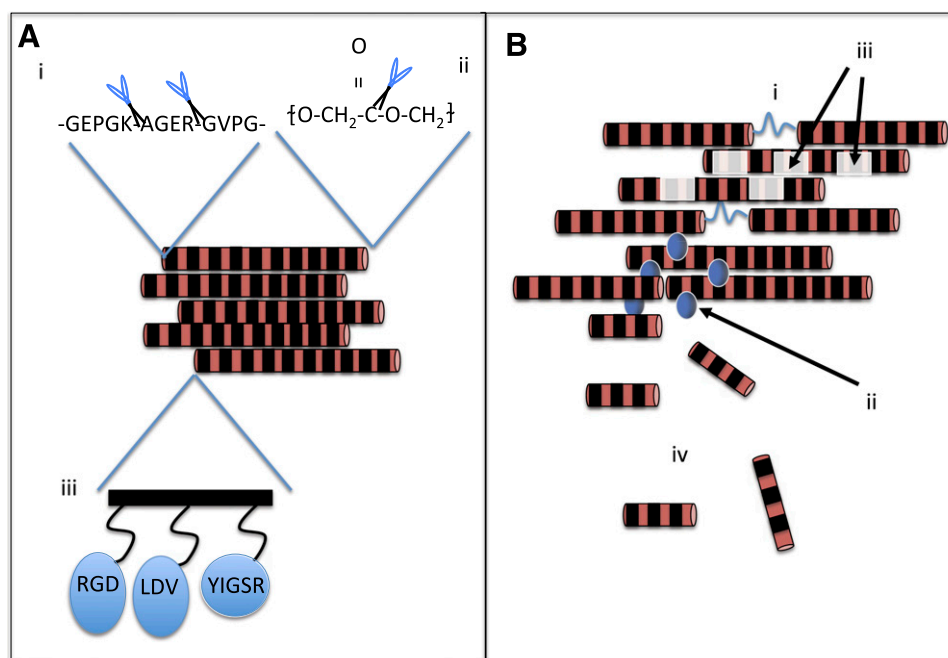 A
i
-GEPGK-AGER-GVPG-
O
=
ii
-[O-CH2-C-O-CH2]-
iii
RGD
LDV
YIGSR
B
iii
i
ii
iv